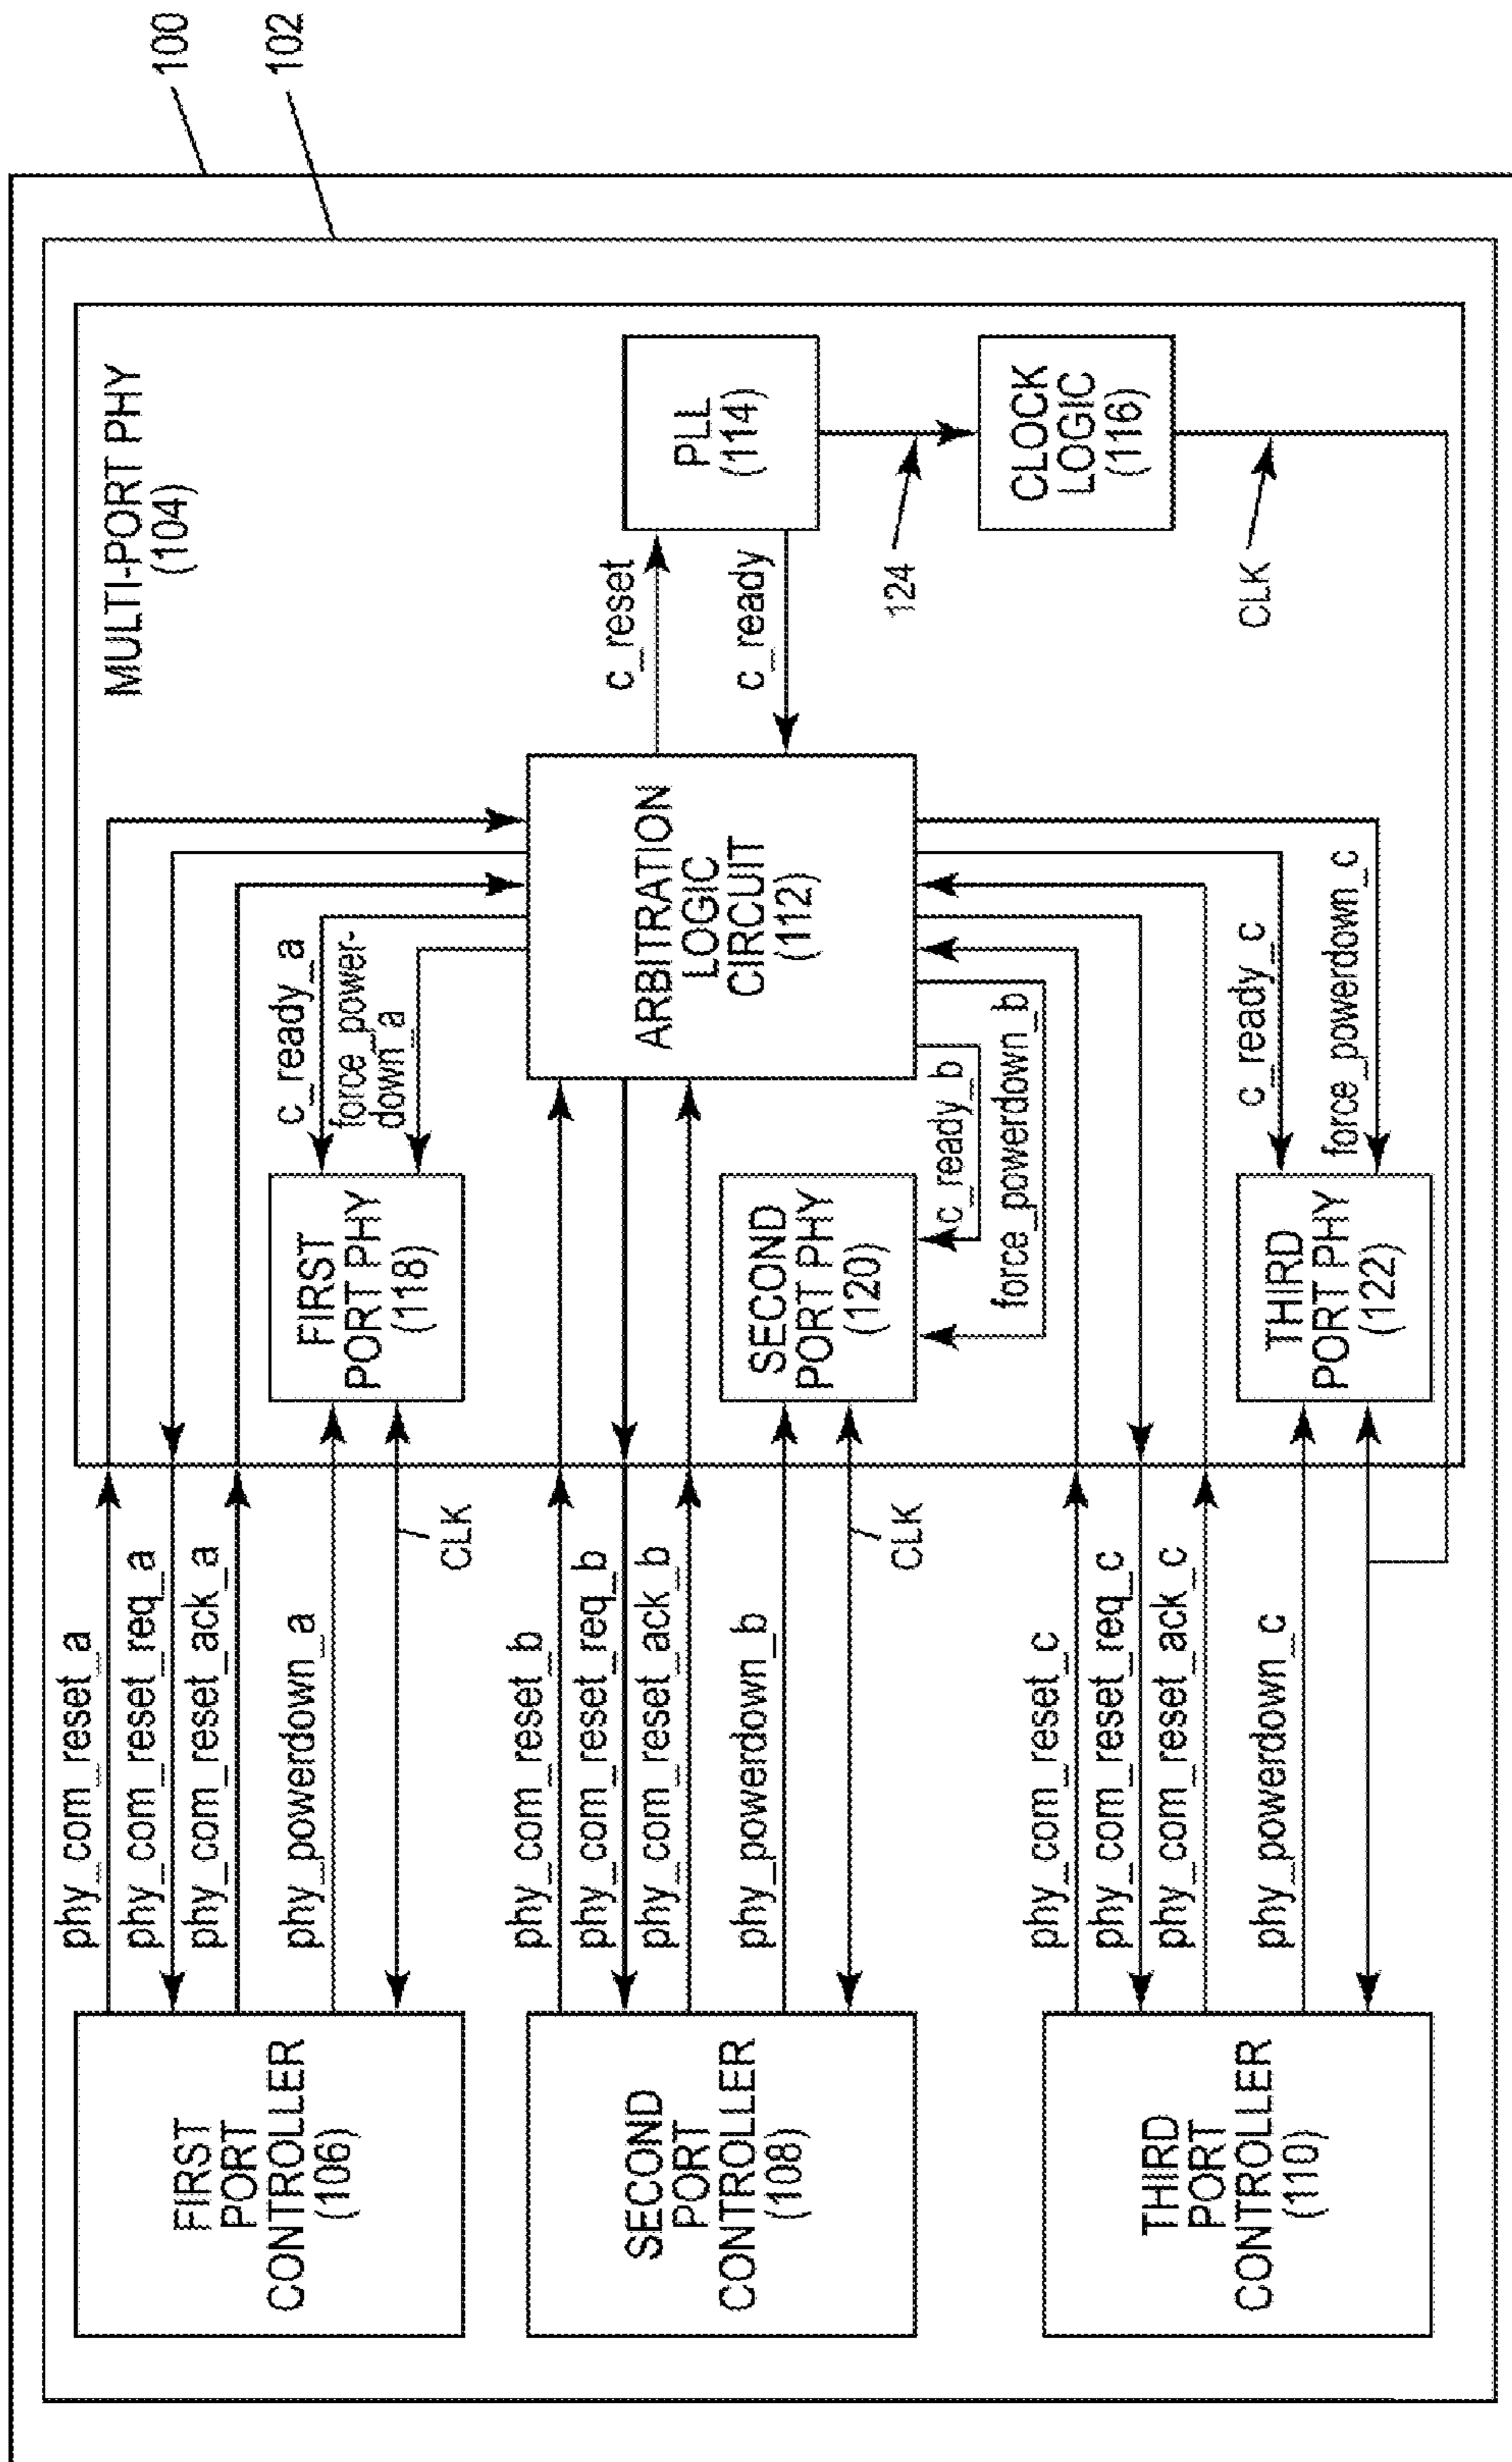 100
102
MULTI-PORT PHY
(104)
phy_com_reset_a
phy_com_reset_req_a
phy_com_reset_ack_a
phy_powerdown_a
CLK
FIRST
PORT
CONTROLLER
(106)
FIRST
PORT PHY
(118)
c_ready_a
force_power-
down_a
phy_com_reset_b
phy_com_reset_req_b
phy_com_reset_ack_b
phy_powerdown_b
CLK
SECOND
PORT
CONTROLLER
(108)
SECOND
PORT PHY
(120)
c_ready_b
force_powerdown_b
ARBITRATION
LOGIC
CIRCUIT
(112)
c_reset
c_ready
PLL
(114)
124
CLOCK
LOGIC
(116)
CLK
phy_com_reset_c
phy_com_reset_req_c
phy_com_reset_ack_c
phy_powerdown_c
THIRD
PORT
CONTROLLER
(110)
THIRD
PORT PHY
(122)
c_ready_c
force_powerdown_c